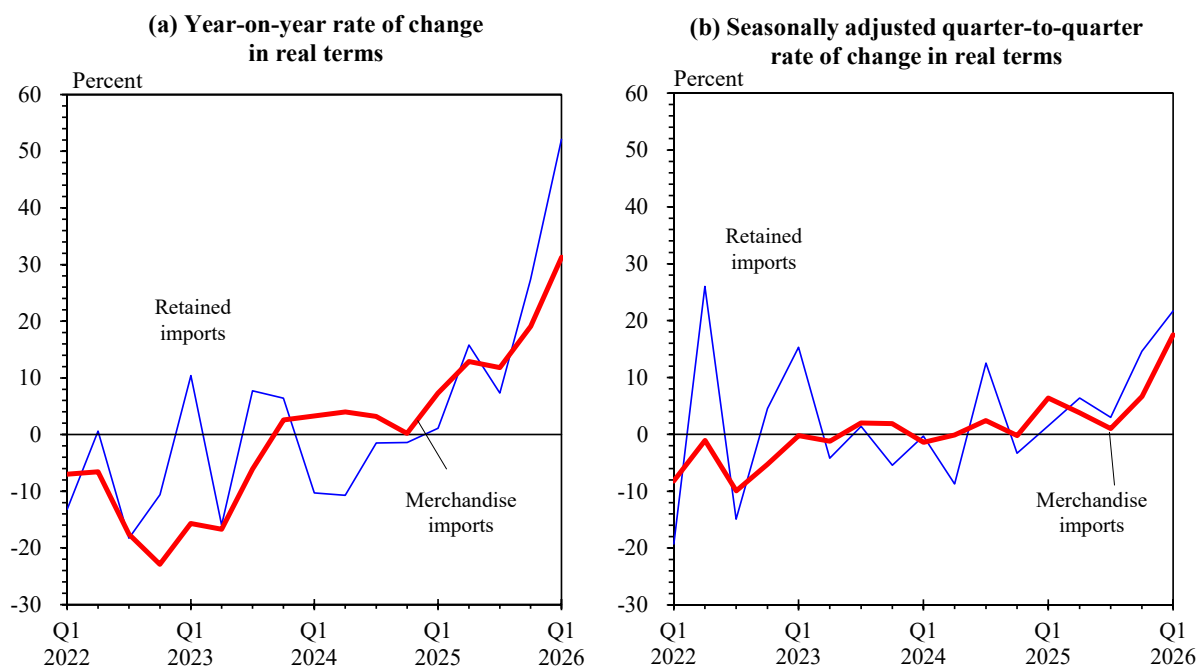 (a) Year-on-year rate of change
in real terms
Percent
60
50
40
30
20
10
0
-10
-20
-30
Retained
imports
Merchandise
imports
Q1 Q1 Q1 Q1 Q1
2022 2023 2024 2025 2026
(b) Seasonally adjusted quarter-to-quarter
rate of change in real terms
Percent
60
50
40
30
20
10
0
-10
-20
-30
Retained
imports
Merchandise
imports
Q1 Q1 Q1 Q1 Q1
2022 2023 2024 2025 2026